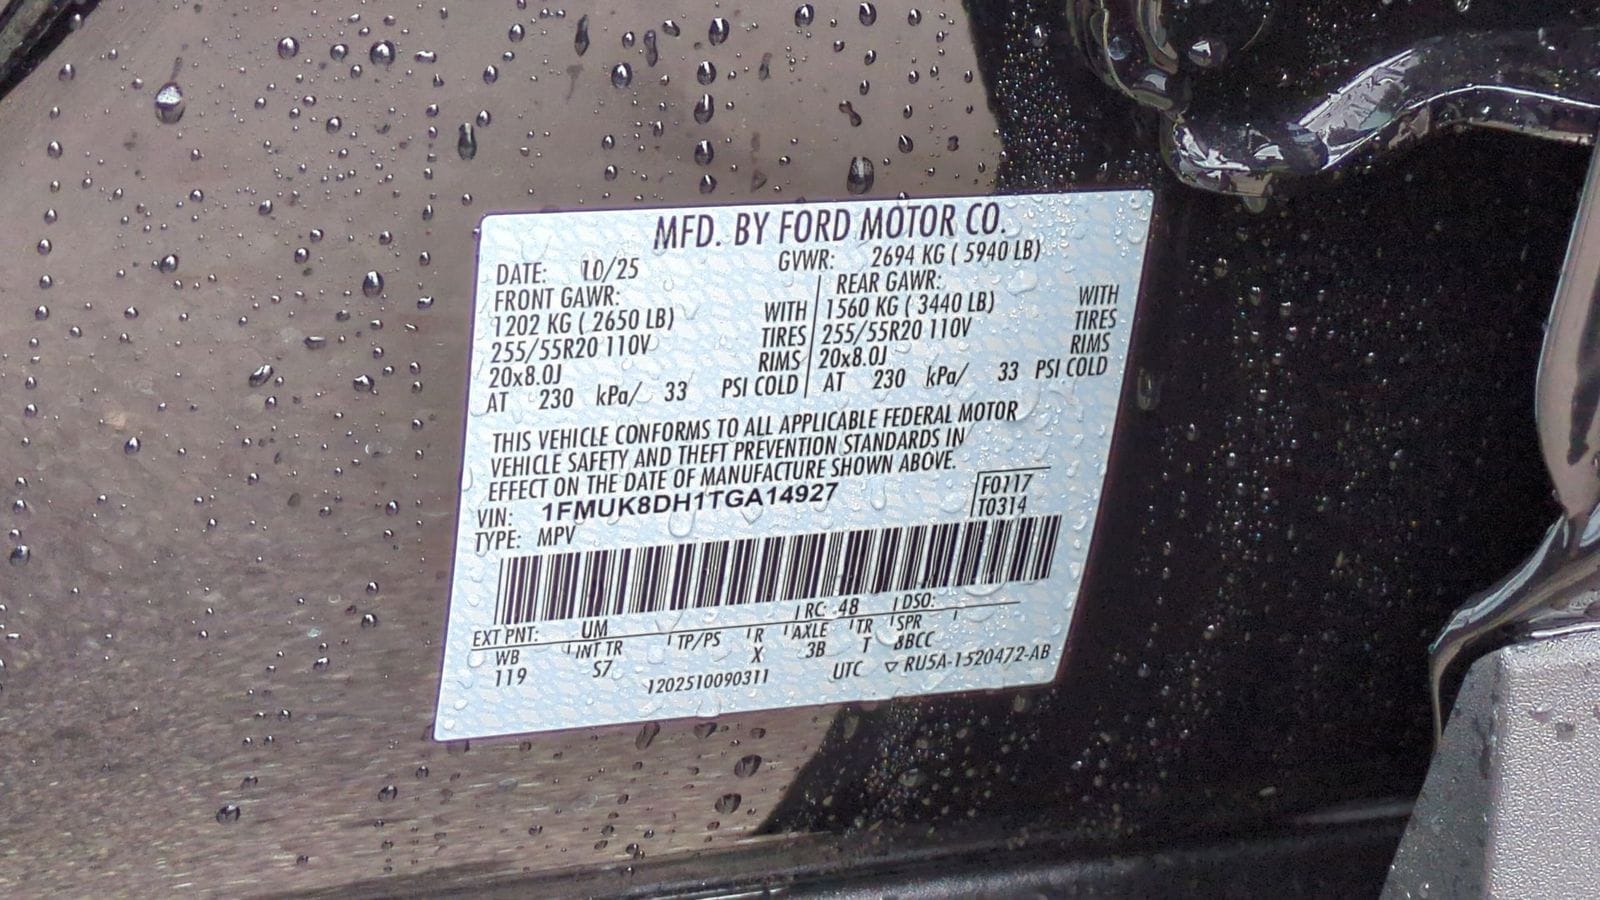 MFD. BY FORD MOTOR CO.
DATE: 10/25 GVWR: 2694 KG ( 5940 LB)
FRONT GAWR: REAR GAWR:
1202 KG ( 2650 LB) WITH 1560 KG ( 3440 LB) WITH
255/55R20 110V TIRES 255/55R20 110V TIRES
20x8.0J RIMS 20x8.0J RIMS
AT 230 kPa/ 33 PSI COLD AT 230 kPa/ 33 PSI COLD
THIS VEHICLE CONFORMS TO ALL APPLICABLE FEDERAL MOTOR
VEHICLE SAFETY AND THEFT PREVENTION STANDARDS IN
EFFECT ON THE DATE OF MANUFACTURE SHOWN ABOVE.
VIN: 1FMUK8DH1TGA14927 F0117
TYPE: MPV T0314
EXT PNT: UM RC: 48 DSO:
WB INT TR TP/PS R AXLE TR SPR
119 S7 X 3B T BBCC
1202510090311 UTC ▽ RU5A-1520472-AB